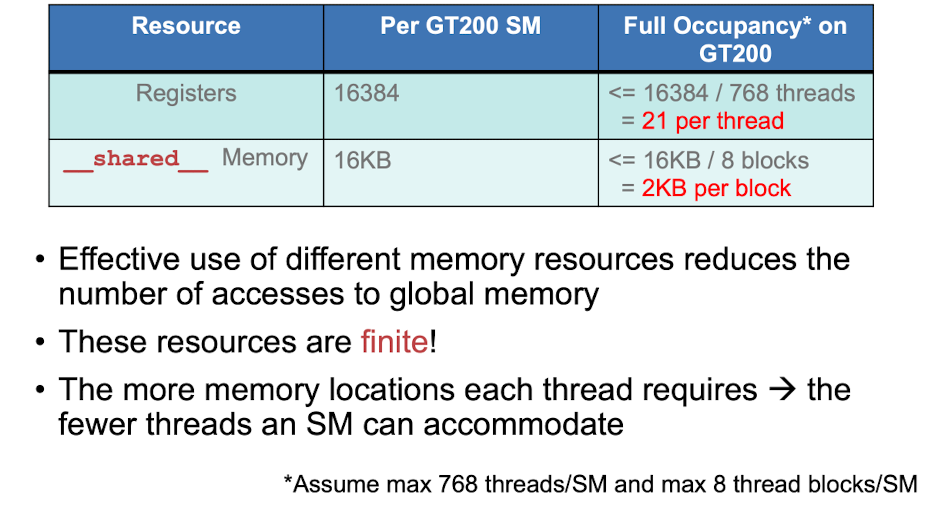 Resource
Per GT200 SM
Full Occupancy* on
GT200
Registers
16384
<= 16384 / 768 threads
= 21 per thread
__shared__ Memory
16KB
<= 16KB / 8 blocks
= 2KB per block
• Effective use of different memory resources reduces the
number of accesses to global memory
• These resources are finite!
• The more memory locations each thread requires → the
fewer threads an SM can accommodate
*Assume max 768 threads/SM and max 8 thread blocks/SM